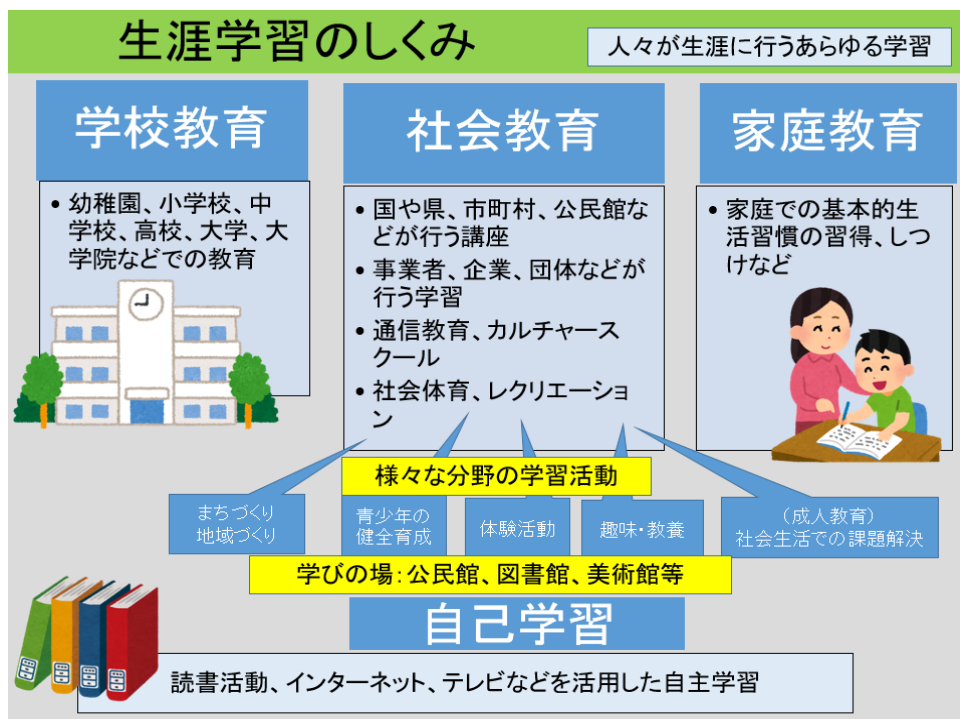 生涯学習のしくみ
人々が生涯に行うあらゆる学習
学校教育
• 幼稚園、小学校、中
学校、高校、大学、大
学院などでの教育
社会教育
• 国や県、市町村、公民館な
どが行う講座
• 事業者、企業、団体などが
行う学習
• 通信教育、カルチャース
クール
• 社会体育、レクリエーショ
ン
家庭教育
• 家庭での基本的生
活習慣の習得、しつ
けなど
様々な分野の学習活動
まちづくり
地域づくり
青少年の
健全育成
体験活動
趣味・教養
（成人教育）
社会生活での課題解決
学びの場：公民館、図書館、美術館等
自己学習
読書活動、インターネット、テレビなどを活用した自主学習